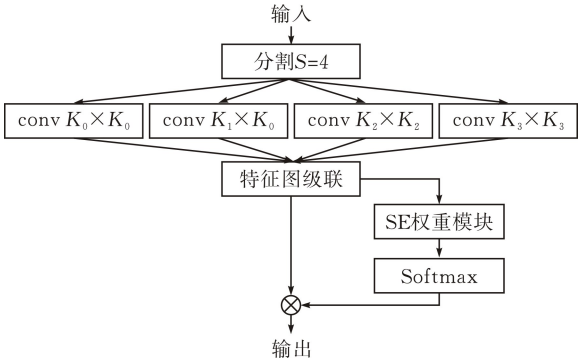 输入
分割S=4
conv K₀×K₀
conv K₁×K₀
conv K₂×K₂
conv K₃×K₃
特征图级联
SE权重模块
Softmax
输出